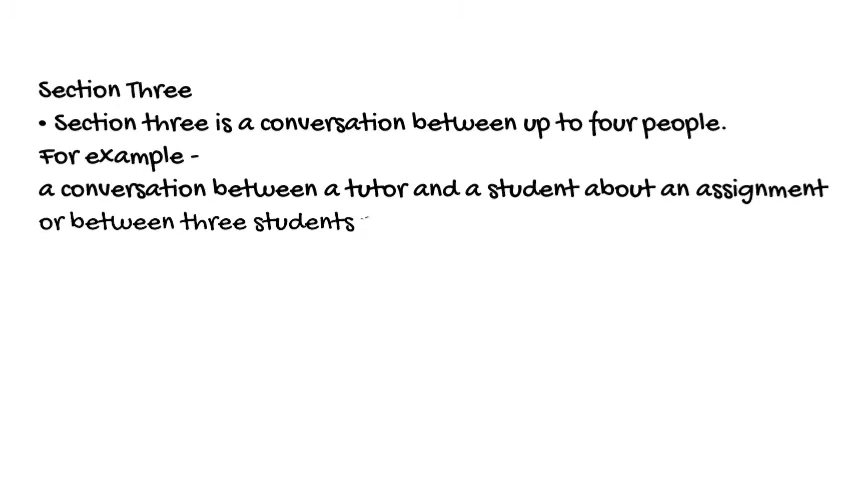 Section Three
• Section three is a conversation between up to four people.
For example -
a conversation between a tutor and a student about an assignment
or between three students